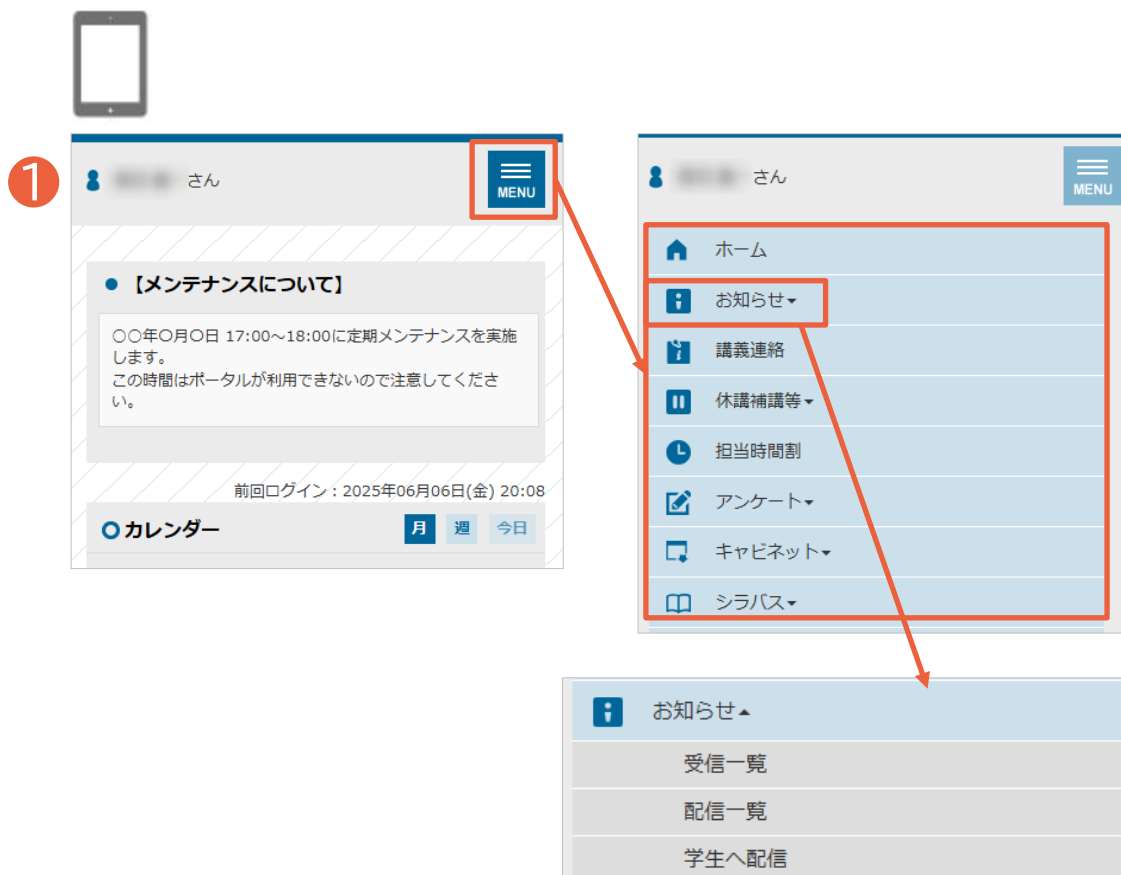 1
さん
MENU
【メンテナンスについて】
〇〇年〇月〇日 17:00～18:00に定期メンテナンスを実施
します。
この時間はポータルが利用できないので注意してくださ
い。
前回ログイン：2025年06月06日(金) 20:08
カレンダー
月 週 今日
さん
MENU
ホーム
お知らせ
講義連絡
休講補講等
担当時間割
アンケート
キャビネット
シラバス
お知らせ
受信一覧
配信一覧
学生へ配信